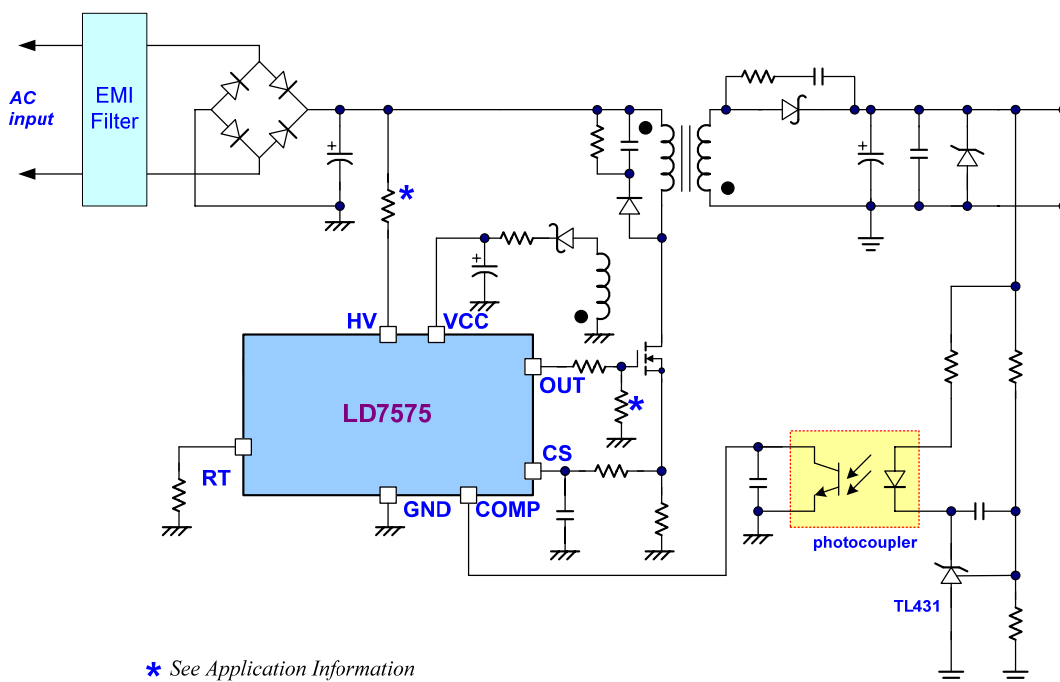 AC
input
EMI
Filter
+
*
+
+
HV
VCC
OUT
*
LD7575
CS
RT
GND
COMP
photocoupler
TL431
* See Application Information